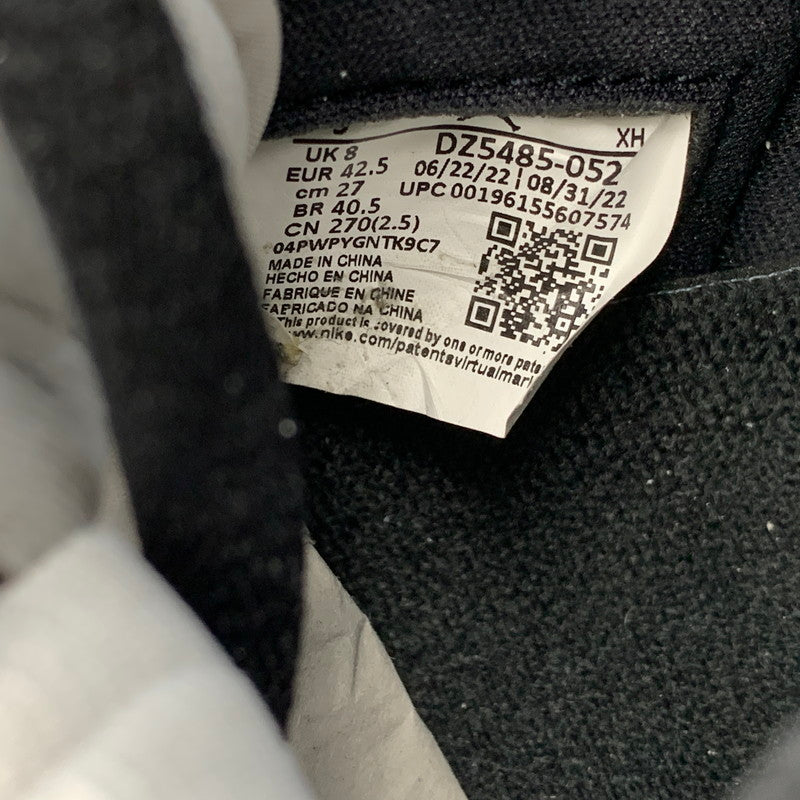 XH
UK 8 DZ5485-052
EUR 42.5 06/22/22 | 08/31/22
cm 27 UPC 00196155607574
BR 40.5
CN 270(2.5)
04PWPYGNTK9C7
MADE IN CHINA
HECHO EN CHINA
FABRIQUE EN CHINE
FABRICADO NA CHINA
This product is covered by one or more pate
www.nike.com/patentsvirtualmar